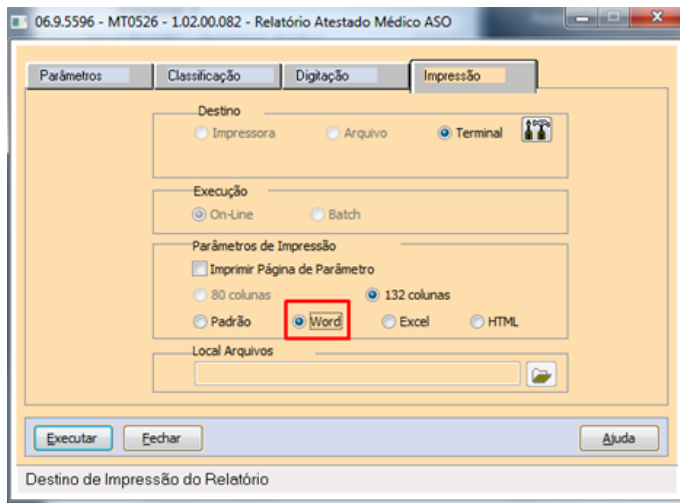 06.9.5596 - MT0526 - 1.02.00.082 - Relatório Atestado Médico ASO
Parâmetros Classificação Digitação Impressão
Destino
Impressora Arquivo Terminal
Execução
On-Line Batch
Parâmetros de Impressão
Imprimir Página de Parâmetro
80 colunas 132 colunas
Padrão Word Excel HTML
Local Arquivos
Executar Fechar Ajuda
Destino de Impressão do Relatório